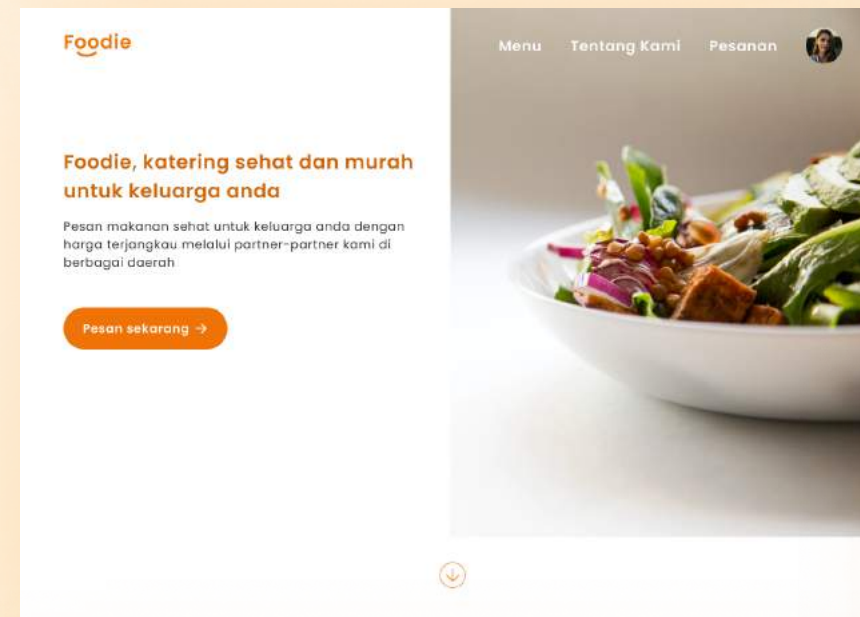 Foodie
Menu Tentang Kami Pesanan
Foodie, katering sehat dan murah
untuk keluarga anda
Pesan makanan sehat untuk keluarga anda dengan
harga terjangkau melalui partner-partner kami di
berbagai daerah
Pesan sekarang →